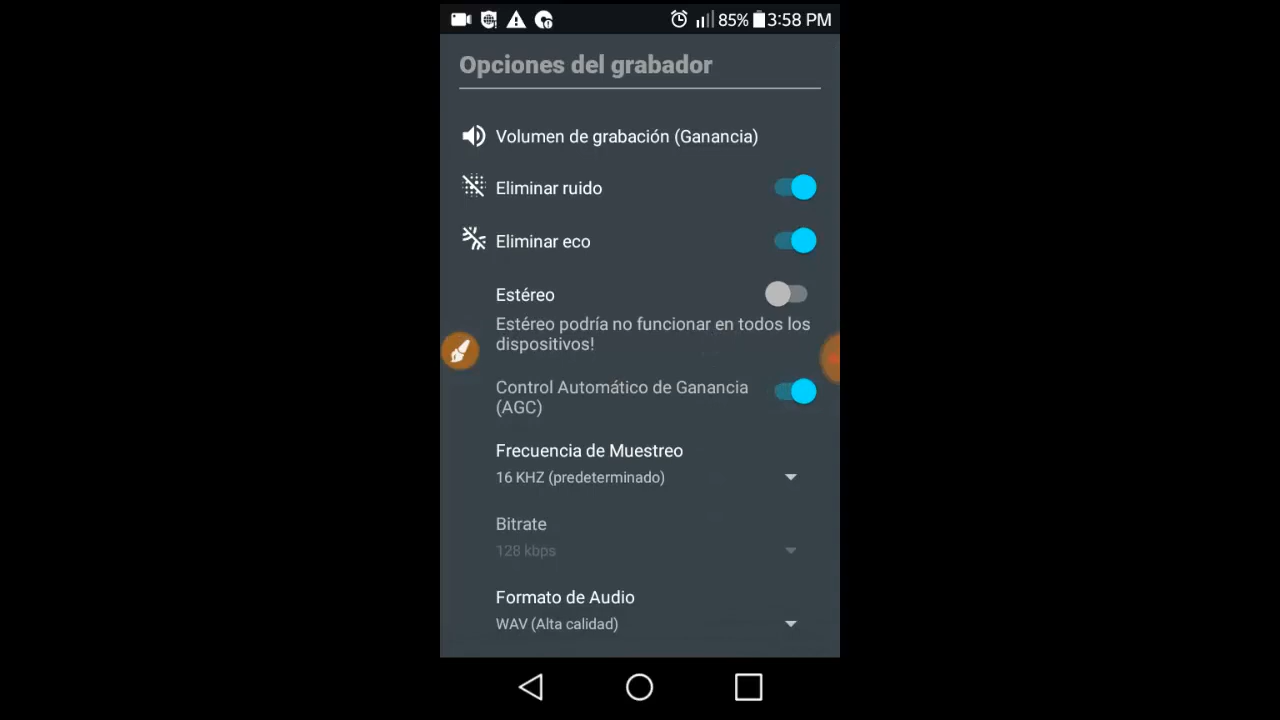 85% 3:58 PM
Opciones del grabador
Volumen de grabación (Ganancia)
Eliminar ruido
Eliminar eco
Estéreo
Estéreo podría no funcionar en todos los
dispositivos!
Control Automático de Ganancia
(AGC)
Frecuencia de Muestreo
16 KHZ (predeterminado)
Bitrate
128 kbps
Formato de Audio
WAV (Alta calidad)